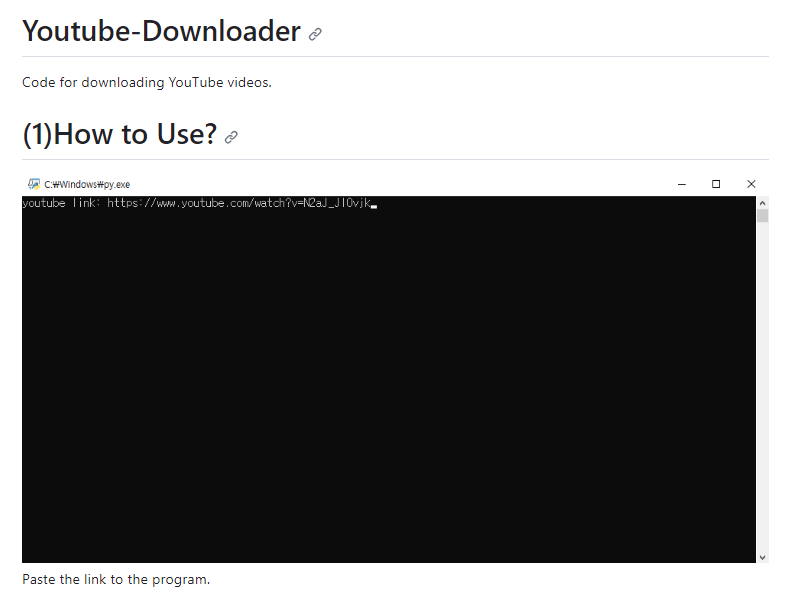 Youtube-Downloader
Code for downloading YouTube videos.
(1)How to Use?
C:₩Windows₩py.exe
youtube link: https://www.youtube.com/watch?v=N2aJ_JI0vjk
Paste the link to the program.